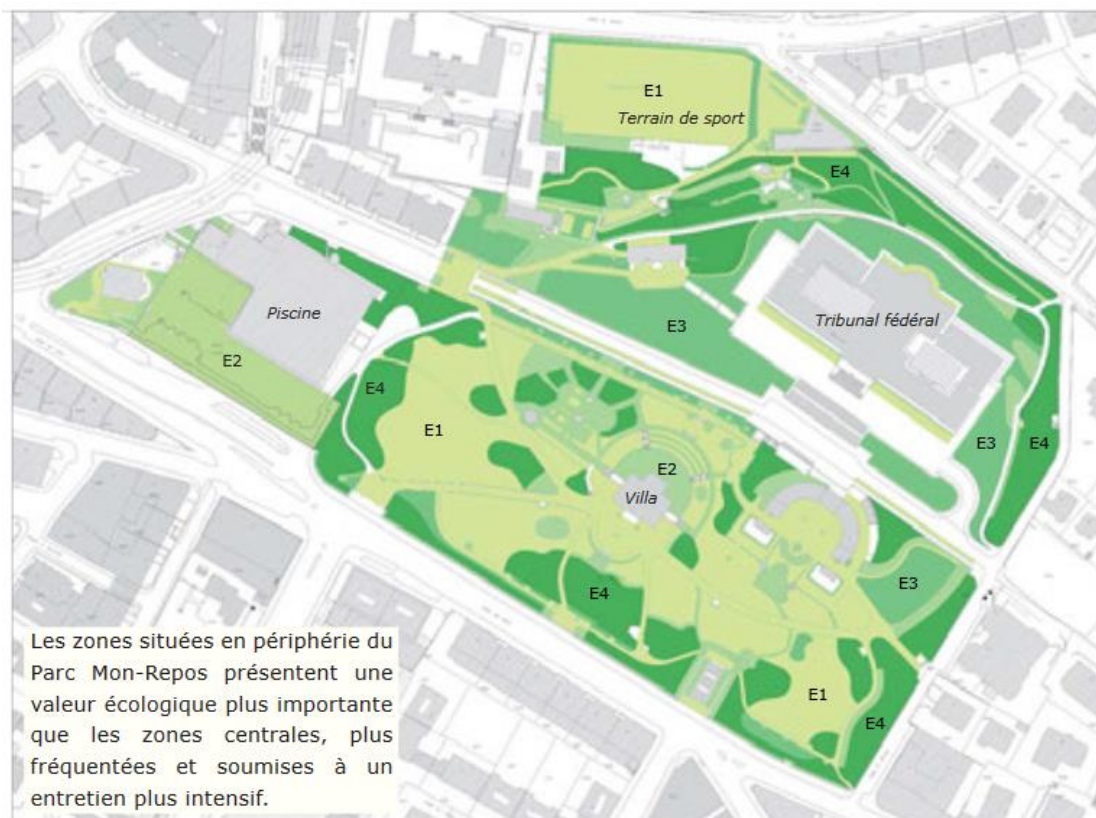 E1
Terrain de sport
E4
Piscine
E3
Tribunal fédéral
E2
E4
E1
E2
Villa
E3
E4
E3
E4
E1
E4
Les zones situées en périphérie du
Parc Mon-Repos présentent une
valeur écologique plus importante
que les zones centrales, plus
fréquentées et soumises à un
entretien plus intensif.